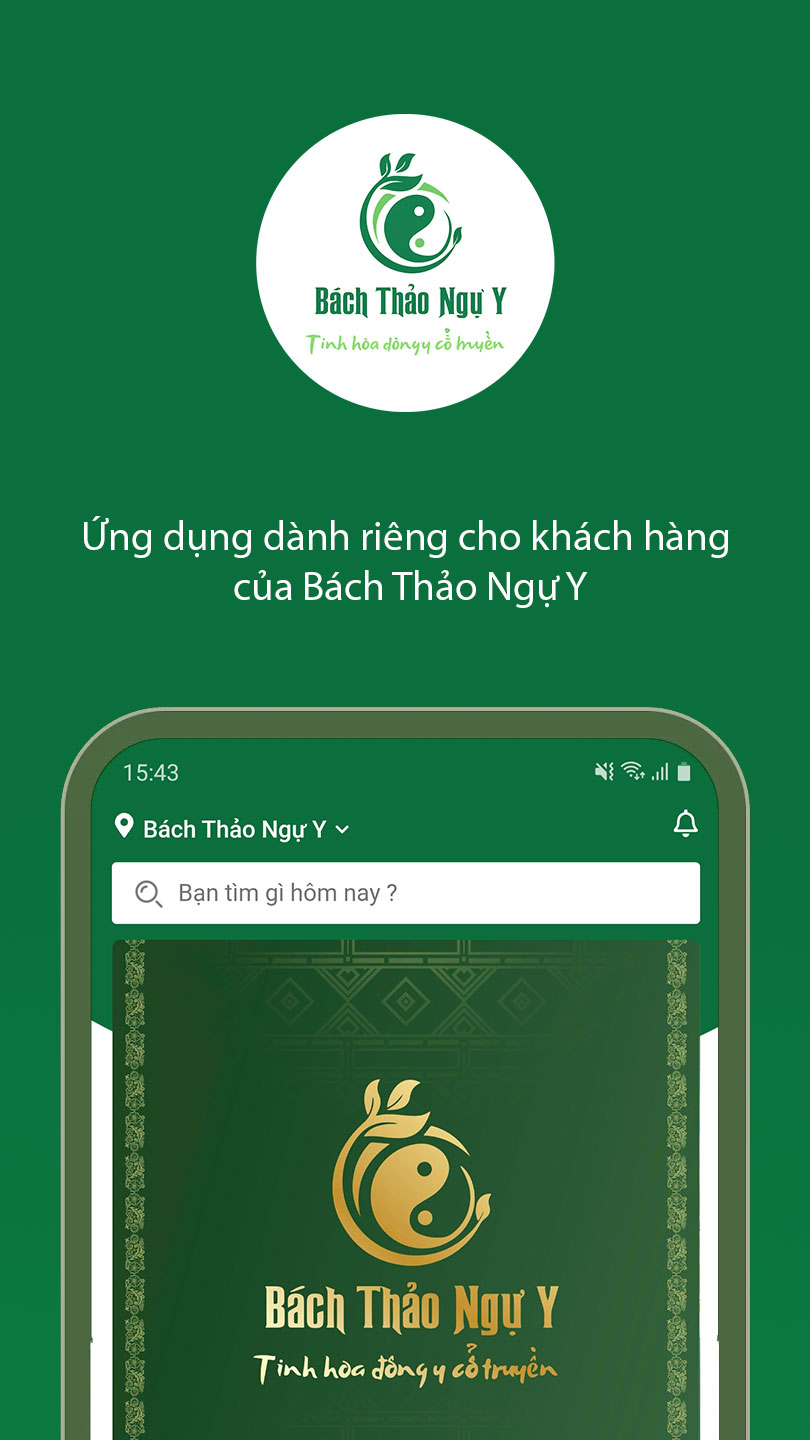 Bách Thảo Ngự Y
Tinh hòa đông y cổ truyền
Ứng dụng dành riêng cho khách hàng
của Bách Thảo Ngự Y
15:43
Bách Thảo Ngự Y
Bạn tìm gì hôm nay ?
Bách Thảo Ngự Y
Tinh hoa đông y cổ truyền